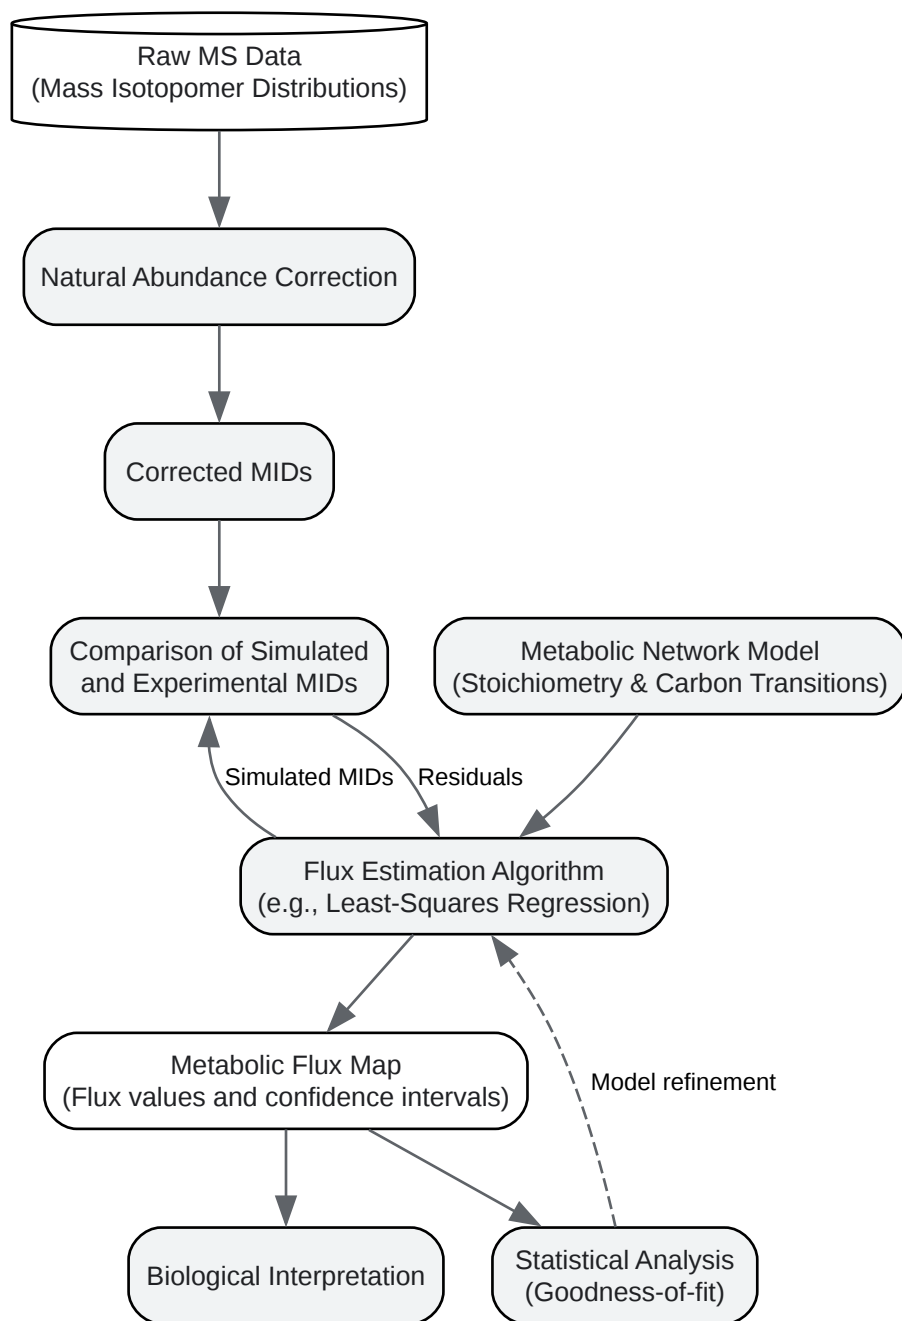 Raw MS Data
(Mass Isotopomer Distributions)
Natural Abundance Correction
Corrected MIDs
Comparison of Simulated
and Experimental MIDs
Metabolic Network Model
(Stoichiometry & Carbon Transitions)
Simulated MIDs
Residuals
Flux Estimation Algorithm
(e.g., Least-Squares Regression)
Metabolic Flux Map
(Flux values and confidence intervals)
Model refinement
Biological Interpretation
Statistical Analysis
(Goodness-of-fit)